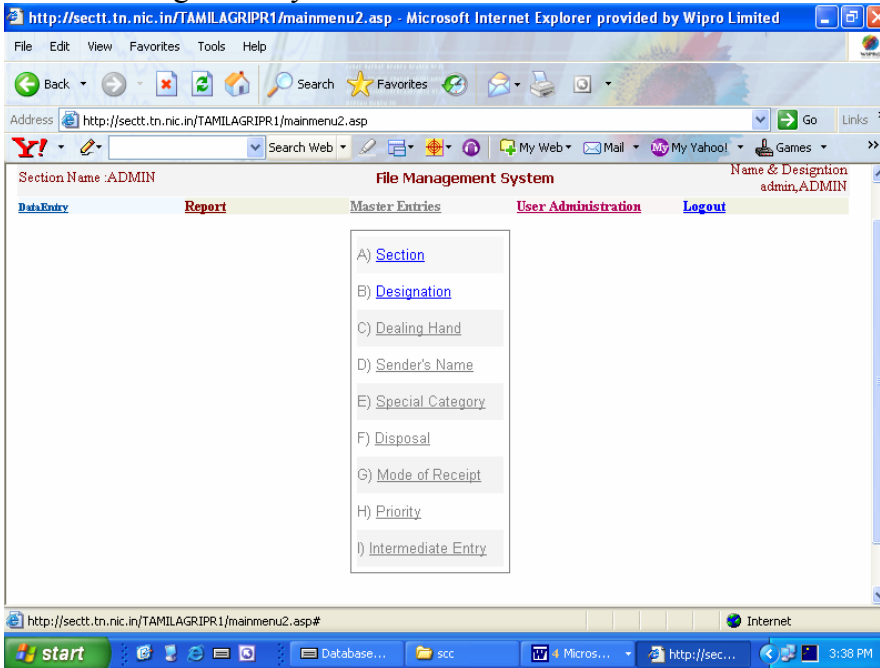 http://sectt.tn.nic.in/TAMILAGRIPR1/mainmenu2.asp - Microsoft Internet Explorer provided by Wipro Limited
File Edit View Favorites Tools Help
Back Search Favorites
Address http://sectt.tn.nic.in/TAMILAGRIPR1/mainmenu2.asp Go Links
Y! Search Web My Web Mail My Yahoo! Games
Section Name :ADMIN File Management System Name & Designtion
admin,ADMIN
DataEntry Report Master Entries User Administration Logout
A) Section
B) Designation
C) Dealing Hand
D) Sender's Name
E) Special Category
F) Disposal
G) Mode of Receipt
H) Priority
I) Intermediate Entry
http://sectt.tn.nic.in/TAMILAGRIPR1/mainmenu2.asp# Internet
start Database... scc 4 Micros... http://sec... 3:38 PM